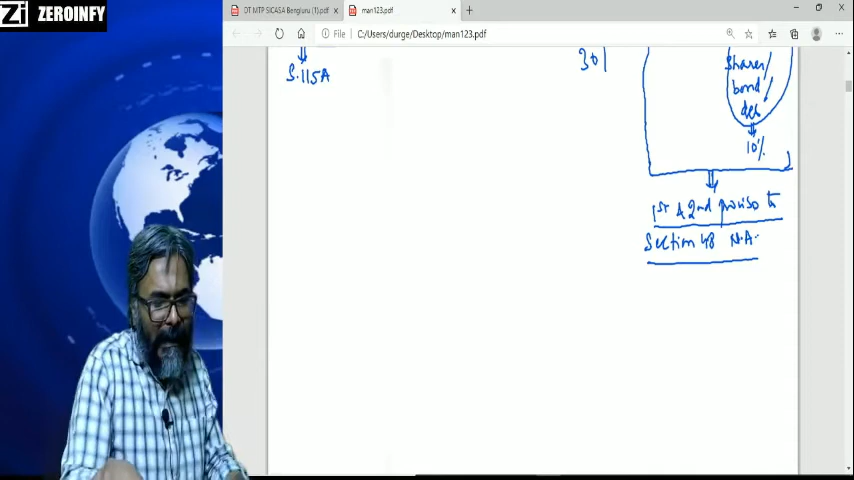 Zi ZEROINFY
DT MTP SICASA Bengluru (1).pdf
man123.pdf
File
C:/Users/durge/Desktop/man123.pdf
S.115A
30%
Shares/
bond/
deb
10%
1st & 2nd proviso to
Section 48 N.A.